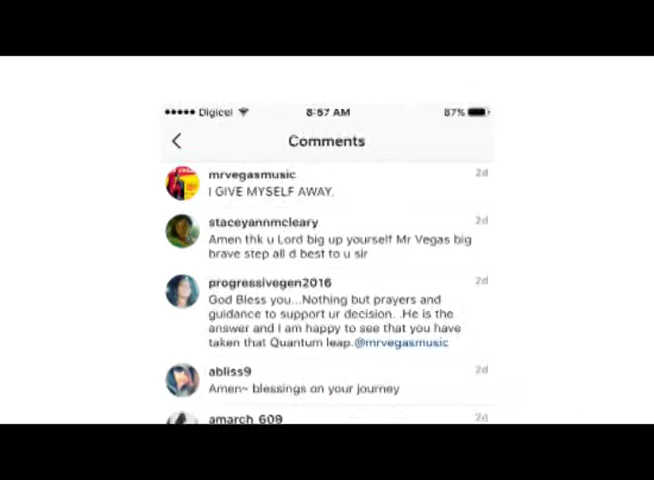 Digicel 8:57 AM 87%
Comments
mrvegasmusic 2d
I GIVE MYSELF AWAY.
staceyannmcleary 2d
Amen thk u Lord big up yourself Mr Vegas big
brave step all d best to u sir
progressivegen2016 2d
God Bless you...Nothing but prayers and
guidance to support ur decision. .He is the
answer and I am happy to see that you have
taken that Quantum leap.@mrvegasmusic
abliss9 2d
Amen~ blessings on your journey
amarch_609 2d